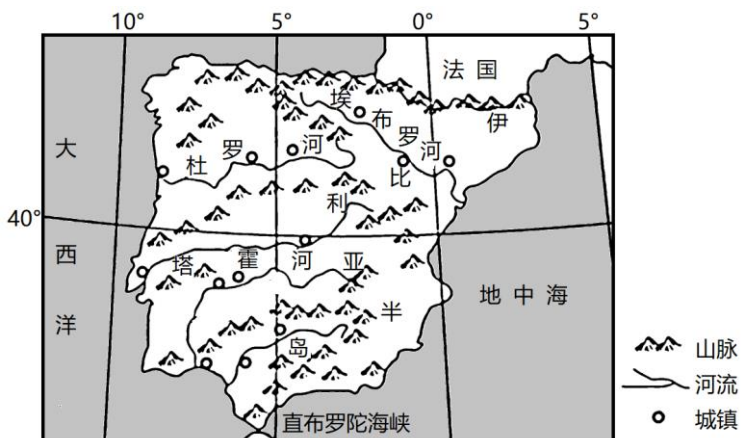 10° 5° 0° 5°
法国
埃布罗河
伊比利亚半岛
杜罗河
大西洋
40°
塔霍河
地中海
直布罗陀海峡
山脉
河流
城镇